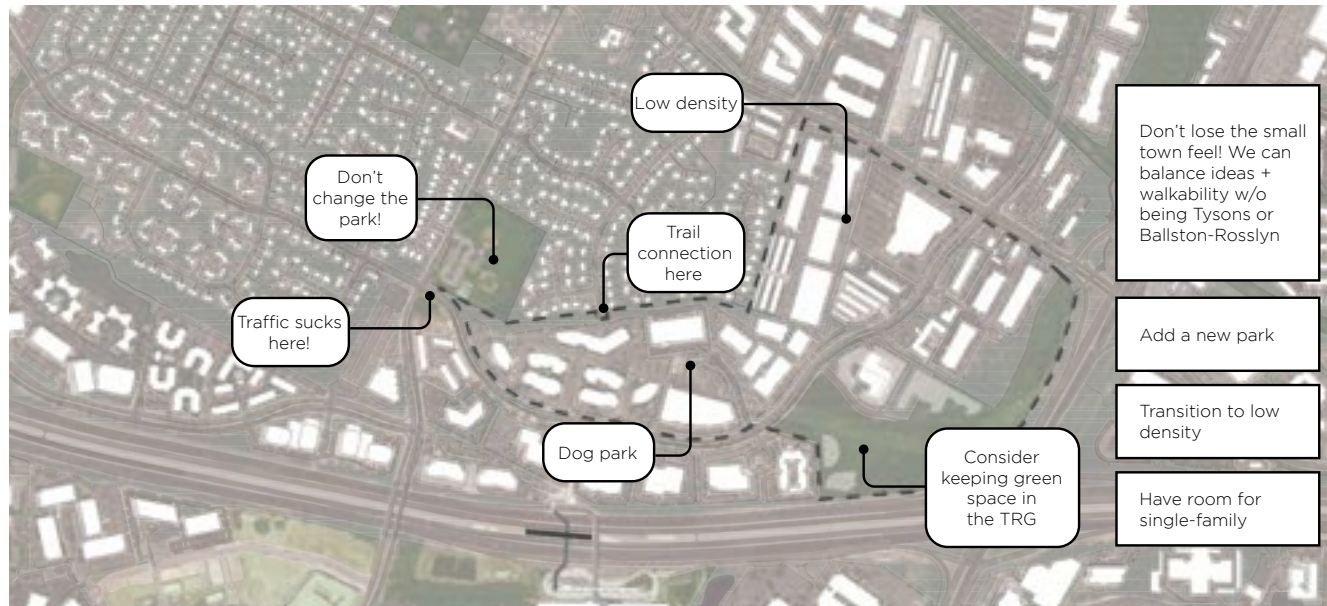 Low density
Don't
change the
park!
Trail
connection
here
Traffic sucks
here!
Dog park
Consider
keeping green
space in
the TRG
Don't lose the small
town feel! We can
balance ideas +
walkability w/o
being Tysons or
Ballston-Rosslyn
Add a new park
Transition to low
density
Have room for
single-family